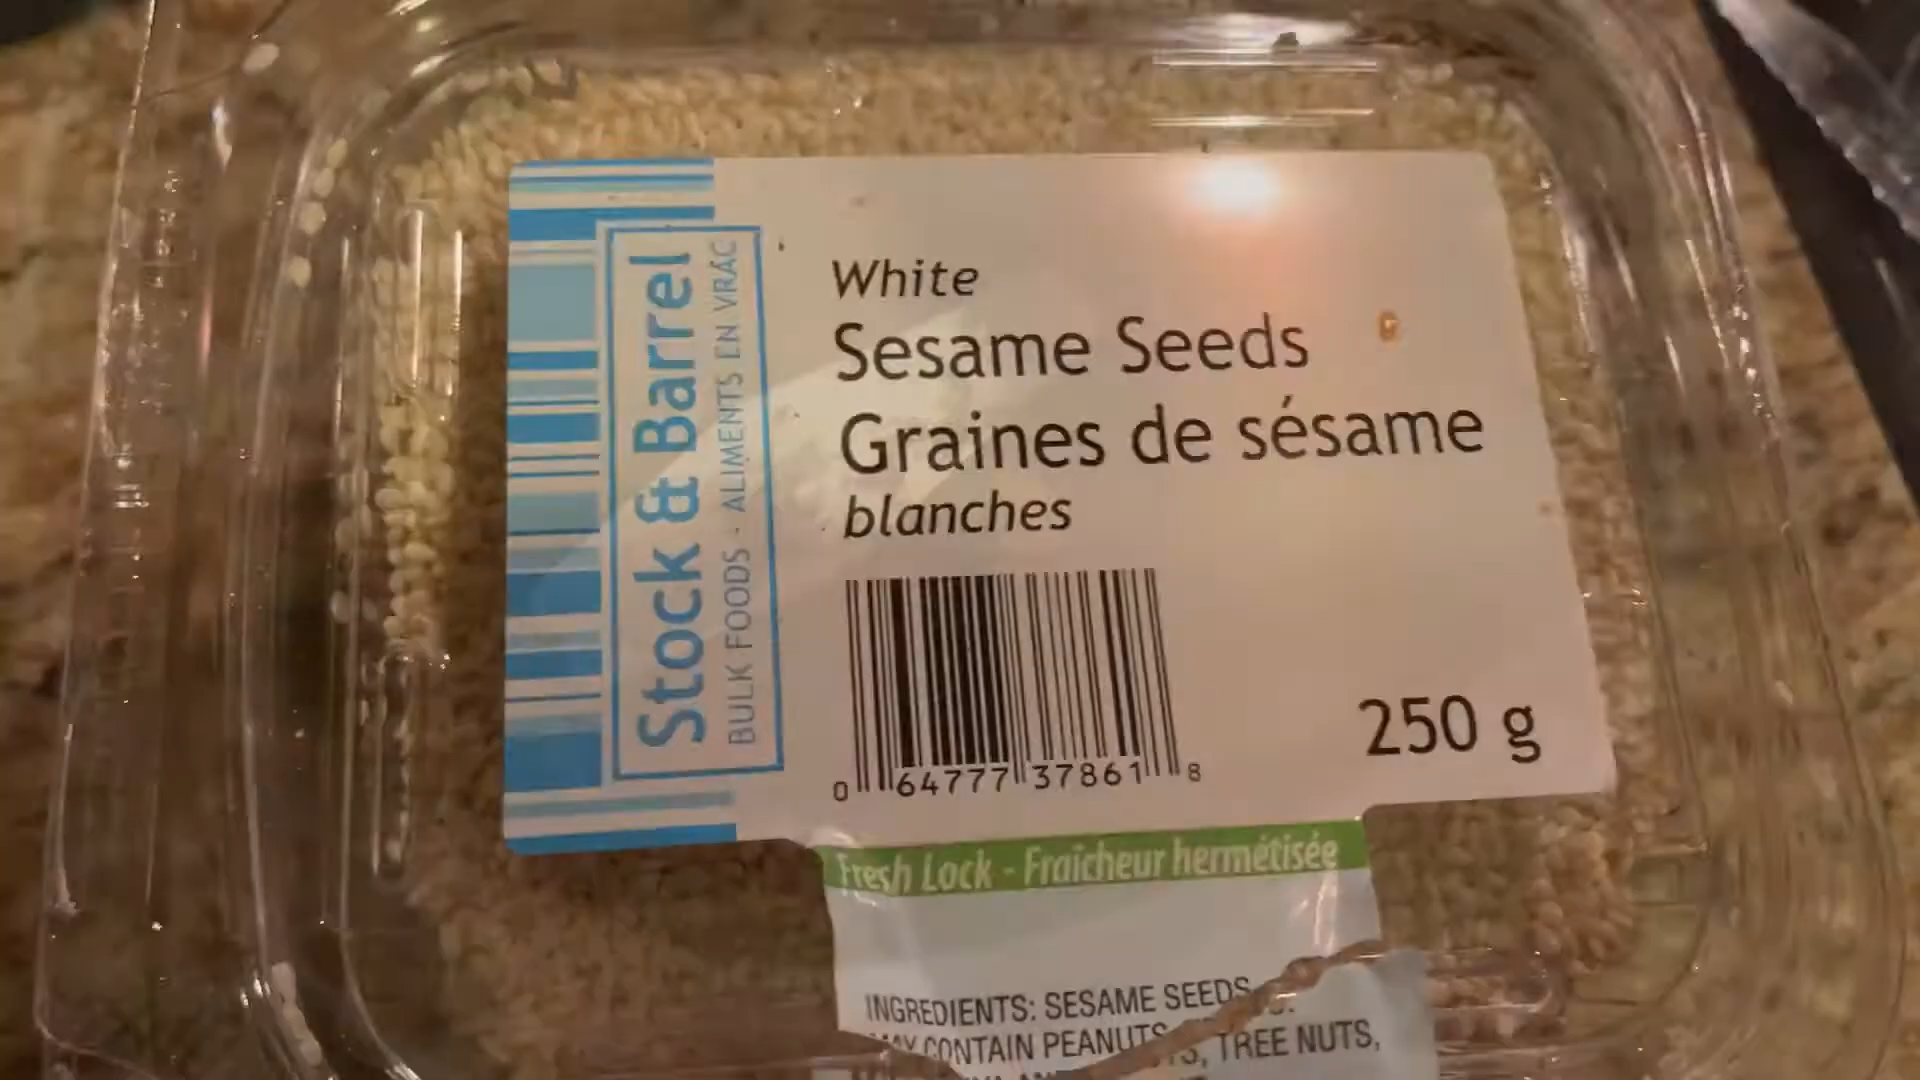 Stock & Barrel
BULK FOODS - ALIMENTS EN VRAC
White
Sesame Seeds
Graines de sésame
blanches
0 64777 37861 8
250 g
Fresh Lock - Fraîcheur hermétisée
INGREDIENTS: SESAME SEEDS
CONTAIN PEANUTS, TREE NUTS,